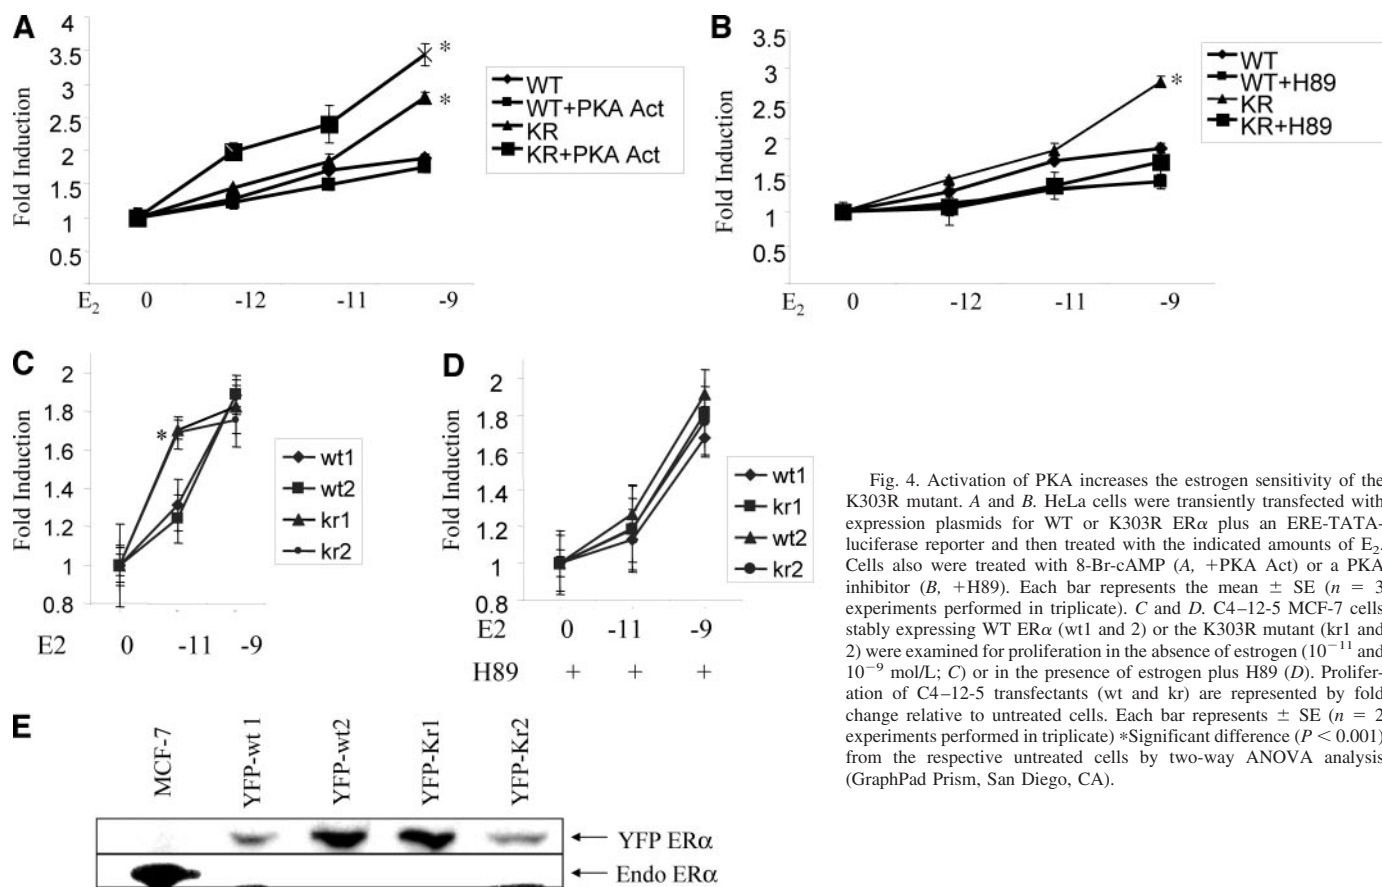 A
4
3.5
3
2.5
2
1.5
1
0.5
Fold Induction
*
*
E2 0 -12 -11 -9
WT
WT+PKA Act
KR
KR+PKA Act
B
3.5
3
2.5
2
1.5
1
0.5
Fold Induction
*
E2 0 -12 -11 -9
WT
WT+H89
KR
KR+H89
C
2
1.8
1.6
1.4
1.2
1
0.8
Fold Induction
*
E2 0 -11 -9
wt1
wt2
kr1
kr2
D
2
1.8
1.6
1.4
1.2
1
0.8
Fold Induction
E2 0 -11 -9
H89 + + +
wt1
kr1
wt2
kr2
Fig. 4. Activation of PKA increases the estrogen sensitivity of the
K303R mutant. A and B. HeLa cells were transiently transfected with
expression plasmids for WT or K303R ERα plus an ERE-TATA-
luciferase reporter and then treated with the indicated amounts of E2.
Cells also were treated with 8-Br-cAMP (A, +PKA Act) or a PKA
inhibitor (B, +H89). Each bar represents the mean ± SE (n = 3
experiments performed in triplicate). C and D. C4–12-5 MCF-7 cells
stably expressing WT ERα (wt1 and 2) or the K303R mutant (kr1 and
2) were examined for proliferation in the absence of estrogen (10−11 and
10−9 mol/L; C) or in the presence of estrogen plus H89 (D). Prolifer-
ation of C4–12-5 transfectants (wt and kr) are represented by fold
change relative to untreated cells. Each bar represents ± SE (n = 2
experiments performed in triplicate) *Significant difference (P < 0.001)
from the respective untreated cells by two-way ANOVA analysis
(GraphPad Prism, San Diego, CA).
E
MCF-7
YFP-wt 1
YFP-wt2
YFP-Kr1
YFP-Kr2
YFP ERα
Endo ERα